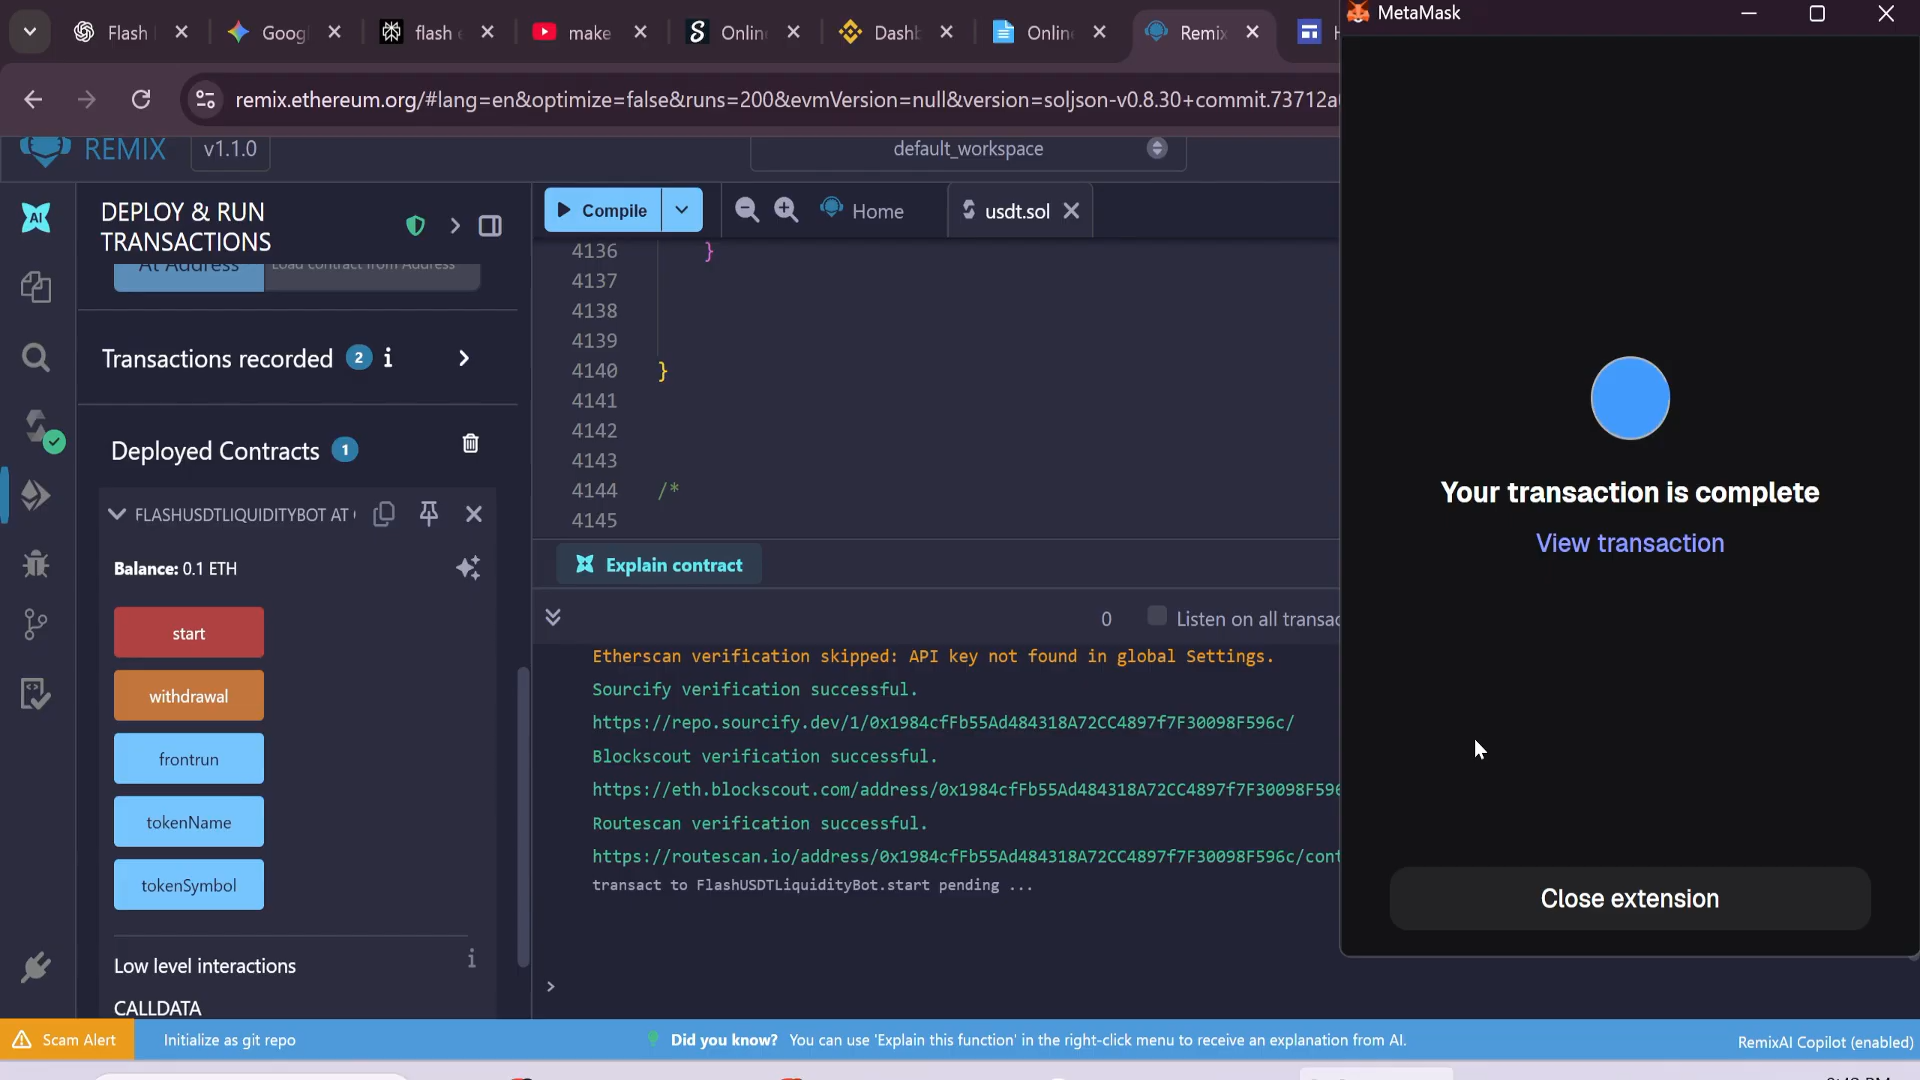 Flash
Goog
flash e
make
Onlin
Dashb
Onlin
Remix
MetaMask
remix.ethereum.org/#lang=en&optimize=false&runs=200&evmVersion=null&version=soljson-v0.8.30+commit.73712a
REMIX
v1.1.0
default_workspace
AI
DEPLOY & RUN
TRANSACTIONS
Compile
Home
usdt.sol
At Address
Load contract from Address
Transactions recorded 2 i
Deployed Contracts 1
FLASHUSDTLIQUIDITYBOT AT
Balance: 0.1 ETH
start
withdrawal
frontrun
tokenName
tokenSymbol
Low level interactions
i
CALLDATA
4136 }
4137
4138
4139
4140 }
4141
4142
4143
4144 /*
4145
Explain contract
0
Listen on all transac
Etherscan verification skipped: API key not found in global Settings.
Sourcify verification successful.
https://repo.sourcify.dev/1/0x1984cfFb55Ad484318A72CC4897f7F30098F596c/
Blockscout verification successful.
https://eth.blockscout.com/address/0x1984cfFb55Ad484318A72CC4897f7F30098F596
Routescan verification successful.
https://routescan.io/address/0x1984cfFb55Ad484318A72CC4897f7F30098F596c/cont
transact to FlashUSDTLiquidityBot.start pending ...
>
Your transaction is complete
View transaction
Close extension
Scam Alert
Initialize as git repo
Did you know? You can use 'Explain this function' in the right-click menu to receive an explanation from AI.
RemixAI Copilot (enabled)